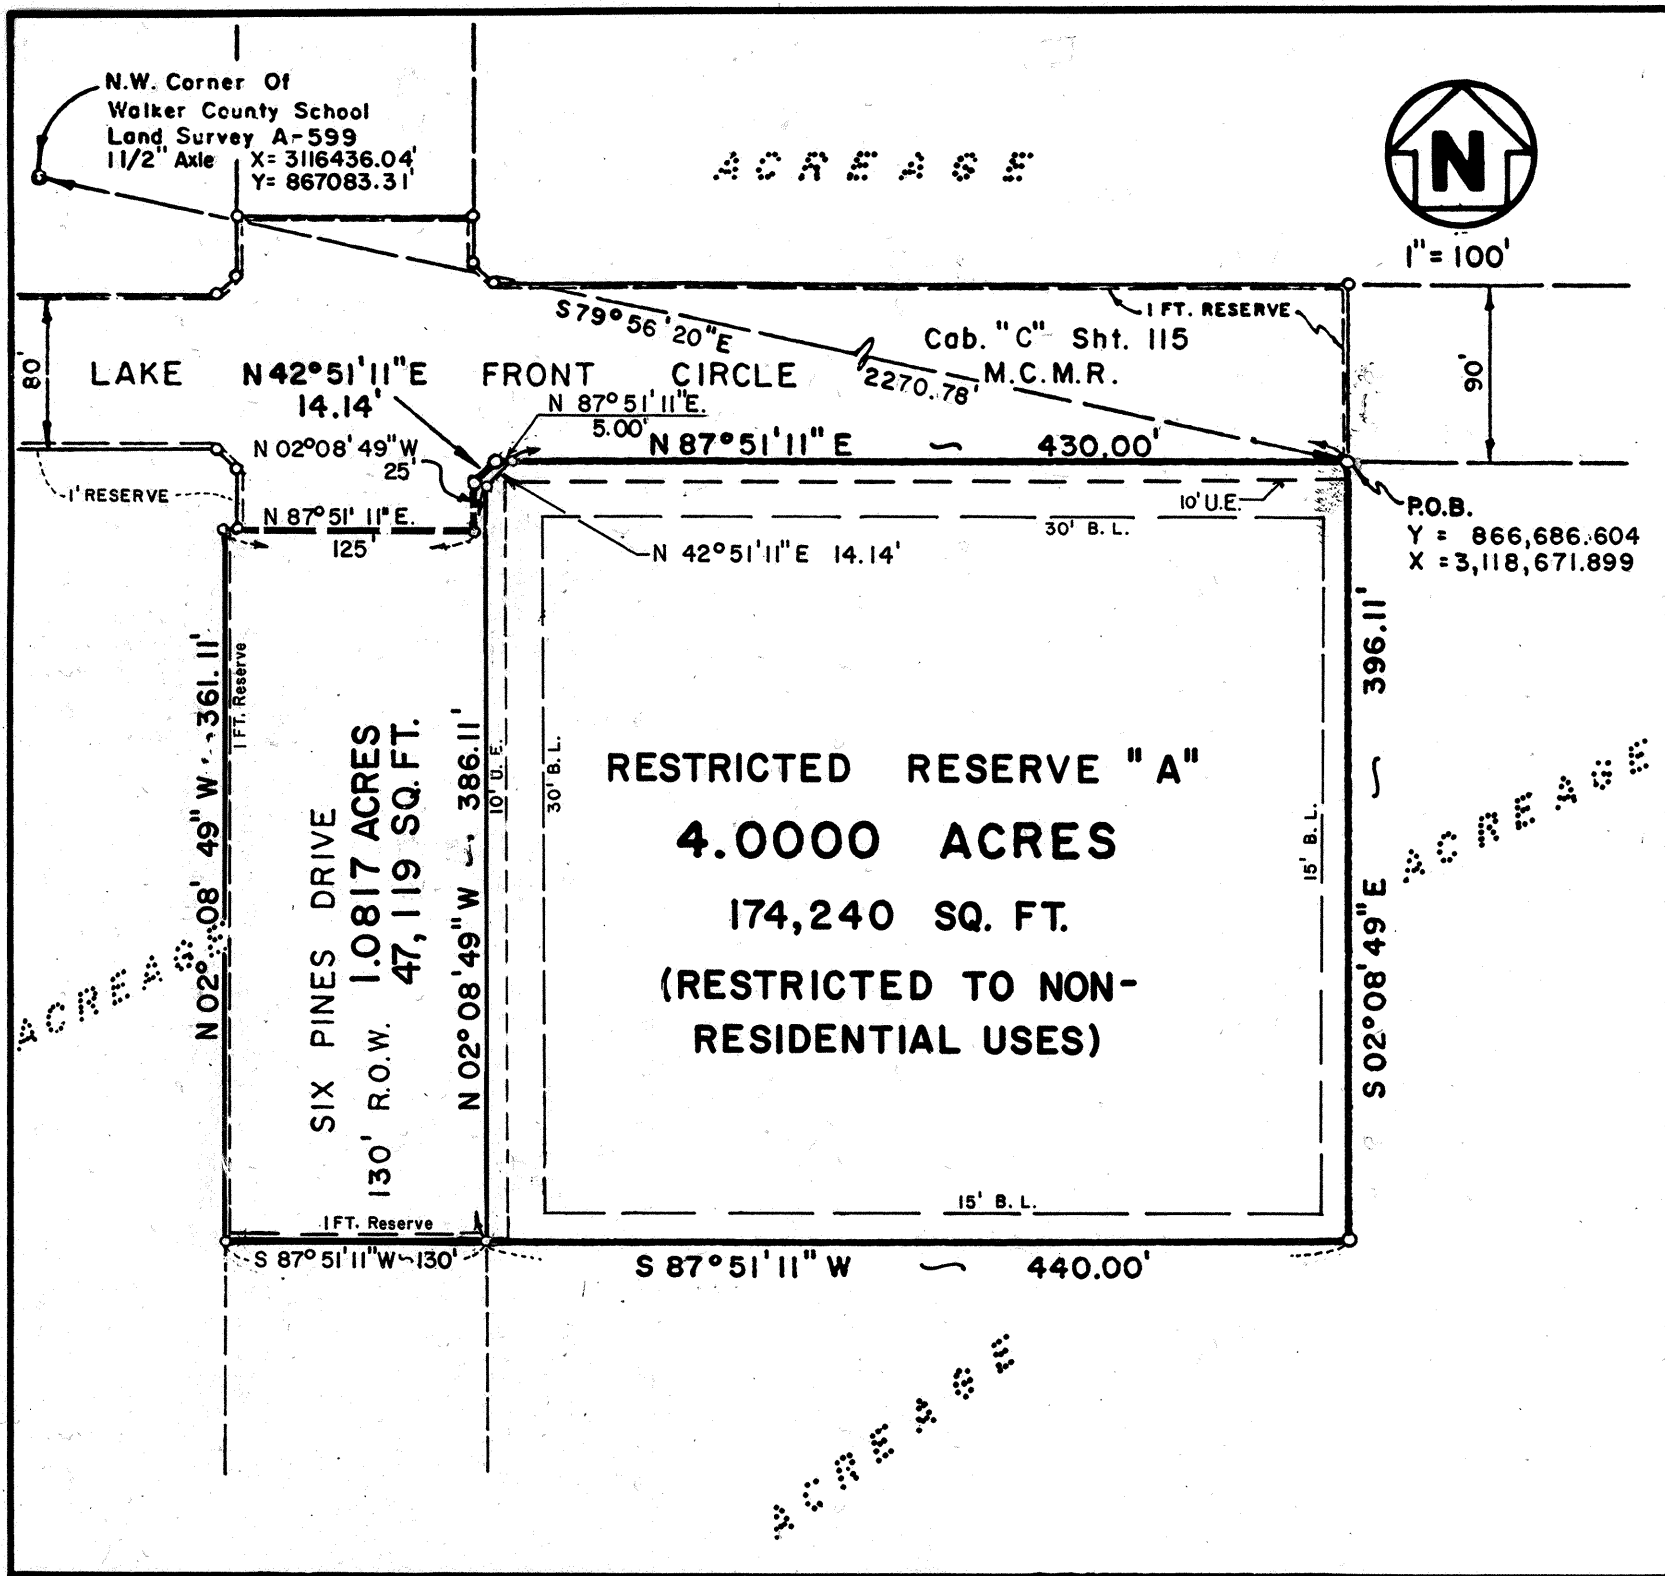 N.W. Corner Of
Walker County School
Land Survey A-599
1 1/2" Axle X= 3116436.04'
Y= 867083.31'
ACREAGE
N
1"= 100'
S 79° 56' 20" E
2270.78'
1 FT. RESERVE
Cab. "C" Sht. 115
M.C.M.R.
80'
90'
LAKE FRONT CIRCLE
N 42° 51' 11" E
14.14'
N 87° 51' 11" E.
5.00'
N 02° 08' 49" W
25'
N 87° 51' 11" E ~ 430.00'
1' RESERVE
N 87° 51' 11" E.
125'
N 42° 51' 11" E 14.14'
10' U.E.
30' B. L.
P.O.B.
Y = 866,686.604
X = 3,118,671.899
N 02° 08' 49" W ~ 361.11'
1 FT. Reserve
SIX PINES DRIVE
130' R.O.W.
1.0817 ACRES
47,119 SQ. FT.
N 02° 08' 49" W ~ 386.11'
10' U. E.
30' B. L.
RESTRICTED RESERVE "A"
4.0000 ACRES
174,240 SQ. FT.
(RESTRICTED TO NON-
RESIDENTIAL USES)
15' B. L.
S 02° 08' 49" E ~ 396.11'
ACREAGE
ACREAGE
15' B. L.
1 FT. Reserve
S 87° 51' 11" W ~ 130'
S 87° 51' 11" W ~ 440.00'
ACREAGE